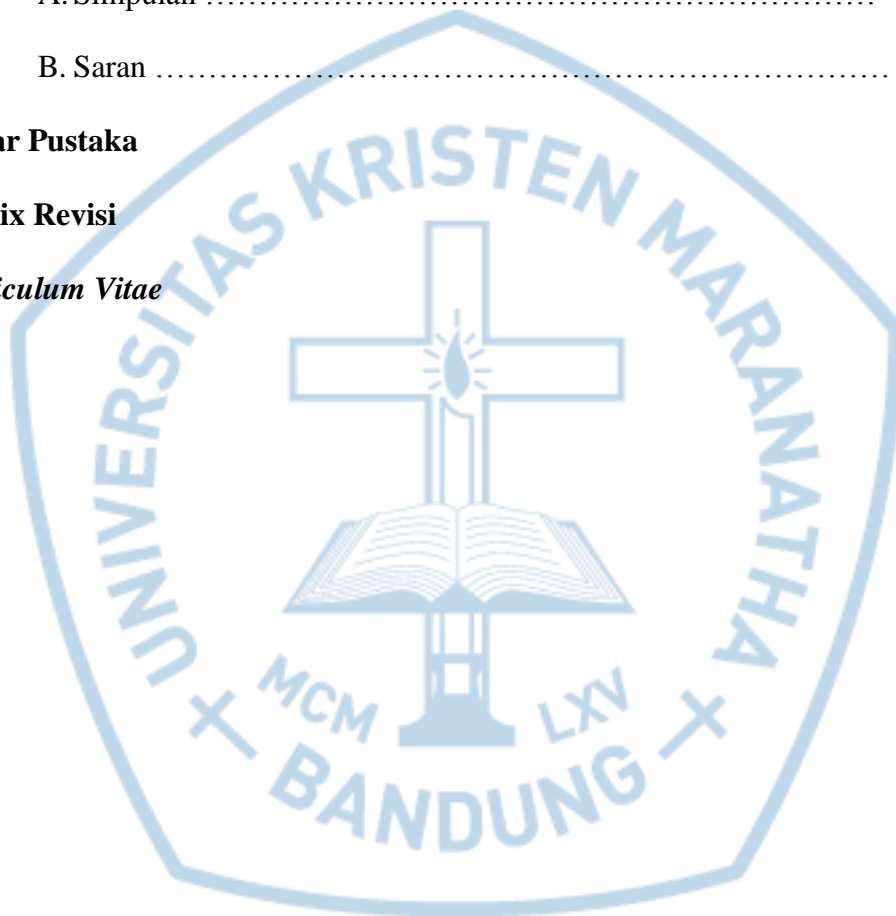 A. Simpulan …………………………………………………………
B. Saran ………………………………………………………………
ar Pustaka
ix Revisi
iculum Vitae
UNIVERSITAS KRISTEN MARANATHA
MCM LXV
BANDUNG